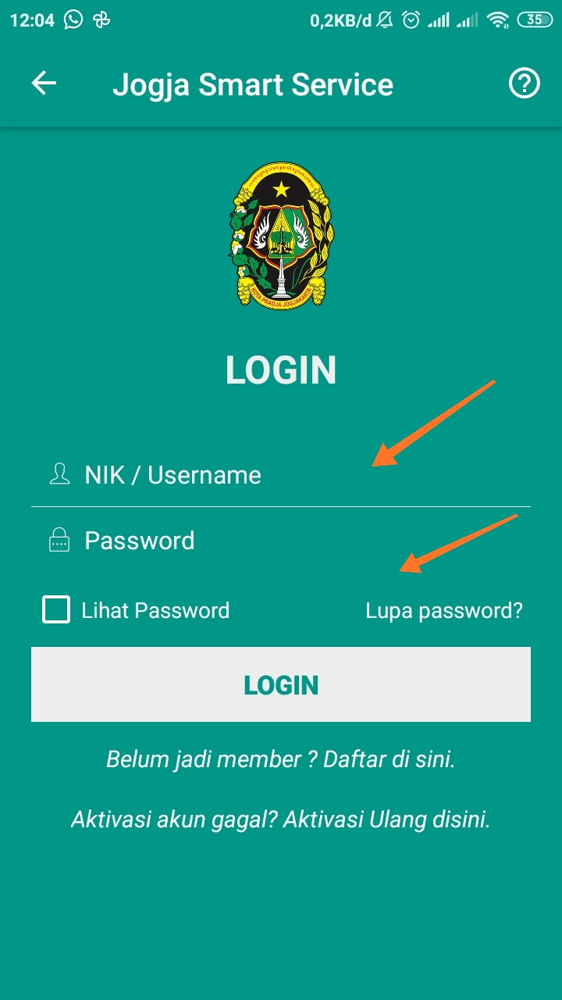 12:04 0,2KB/d 35
Jogja Smart Service
KOTA PRADJA JOGJAKARTA
LOGIN
NIK / Username
Password
Lihat Password Lupa password?
LOGIN
Belum jadi member ? Daftar di sini.
Aktivasi akun gagal? Aktivasi Ulang disini.